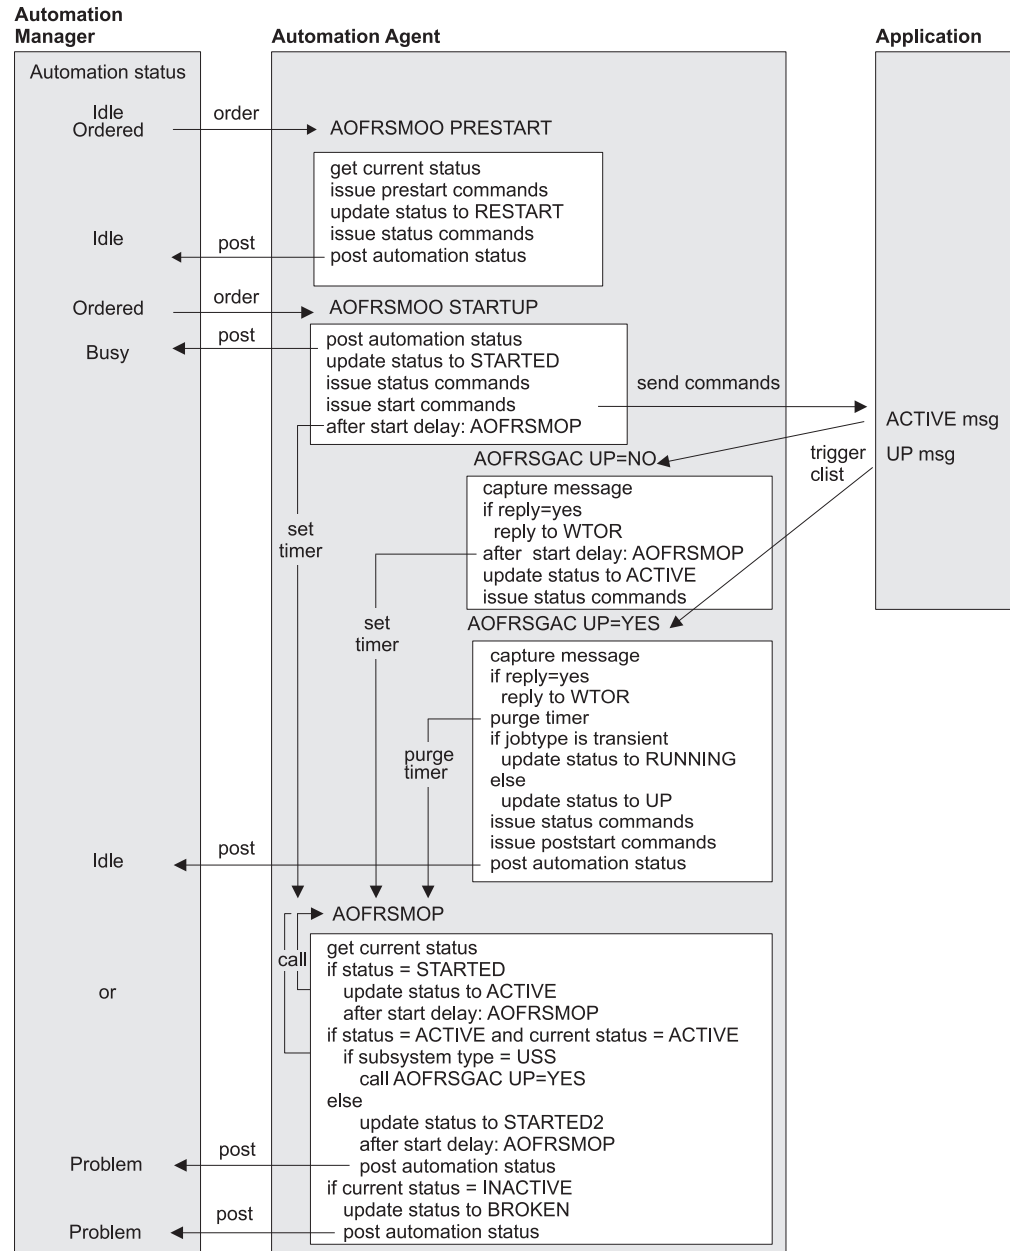 Automation
Manager
Automation Agent
Application
Automation status
Idle
Ordered
order
AOFRSMOO PRESTART
get current status
issue prestart commands
update status to RESTART
issue status commands
post automation status
Idle
post
Ordered
order
AOFRSMOO STARTUP
post
Busy
post automation status
update status to STARTED
issue status commands
issue start commands
after start delay: AOFRSMOP
send commands
ACTIVE msg
UP msg
trigger
clist
AOFRSGAC UP=NO
capture message
if reply=yes
reply to WTOR
after start delay: AOFRSMOP
update status to ACTIVE
issue status commands
set
timer
set
timer
AOFRSGAC UP=YES
capture message
if reply=yes
reply to WTOR
purge timer
if jobtype is transient
update status to RUNNING
else
update status to UP
issue status commands
issue poststart commands
post automation status
purge
timer
Idle
post
AOFRSMOP
call
or
get current status
if status = STARTED
update status to ACTIVE
after start delay: AOFRSMOP
if status = ACTIVE and current status = ACTIVE
if subsystem type = USS
call AOFRSGAC UP=YES
else
update status to STARTED2
after start delay: AOFRSMOP
post automation status
if current status = INACTIVE
update status to BROKEN
post automation status
Problem
post
Problem
post